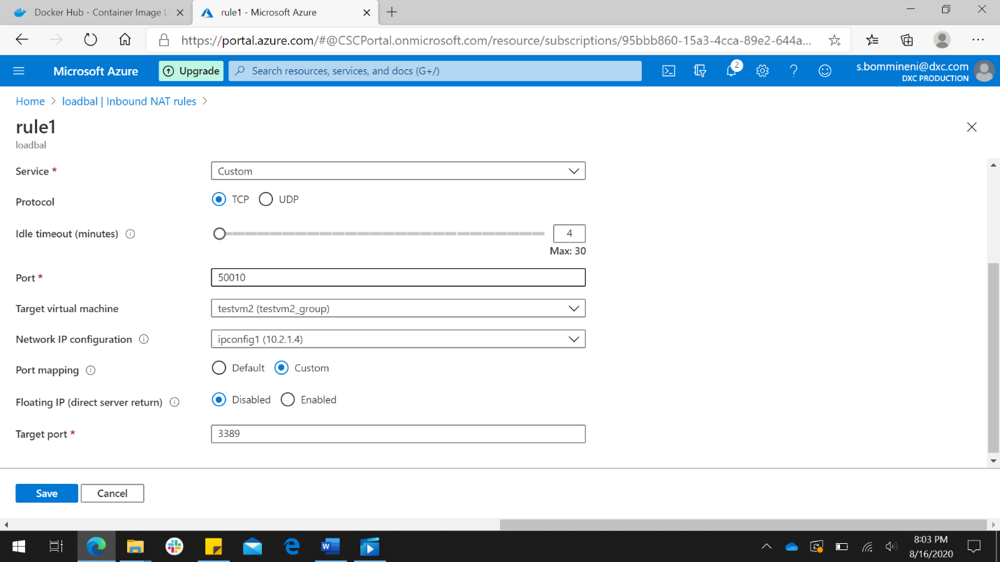 Docker Hub - Container Image L
rule1 - Microsoft Azure
https://portal.azure.com/#@CSCPortal.onmicrosoft.com/resource/subscriptions/95bbb860-15a3-4cca-89e2-644a...
Microsoft Azure
Upgrade
Search resources, services, and docs (G+/)
2
s.bommineni@dxc.com
DXC PRODUCTION
Home > loadbal | Inbound NAT rules >
rule1
loadbal
Service *
Custom
Protocol
TCP
UDP
Idle timeout (minutes)
4
Max: 30
Port *
50010
Target virtual machine
testvm2 (testvm2_group)
Network IP configuration
ipconfig1 (10.2.1.4)
Port mapping
Default
Custom
Floating IP (direct server return)
Disabled
Enabled
Target port *
3389
Save
Cancel
8:03 PM
8/16/2020